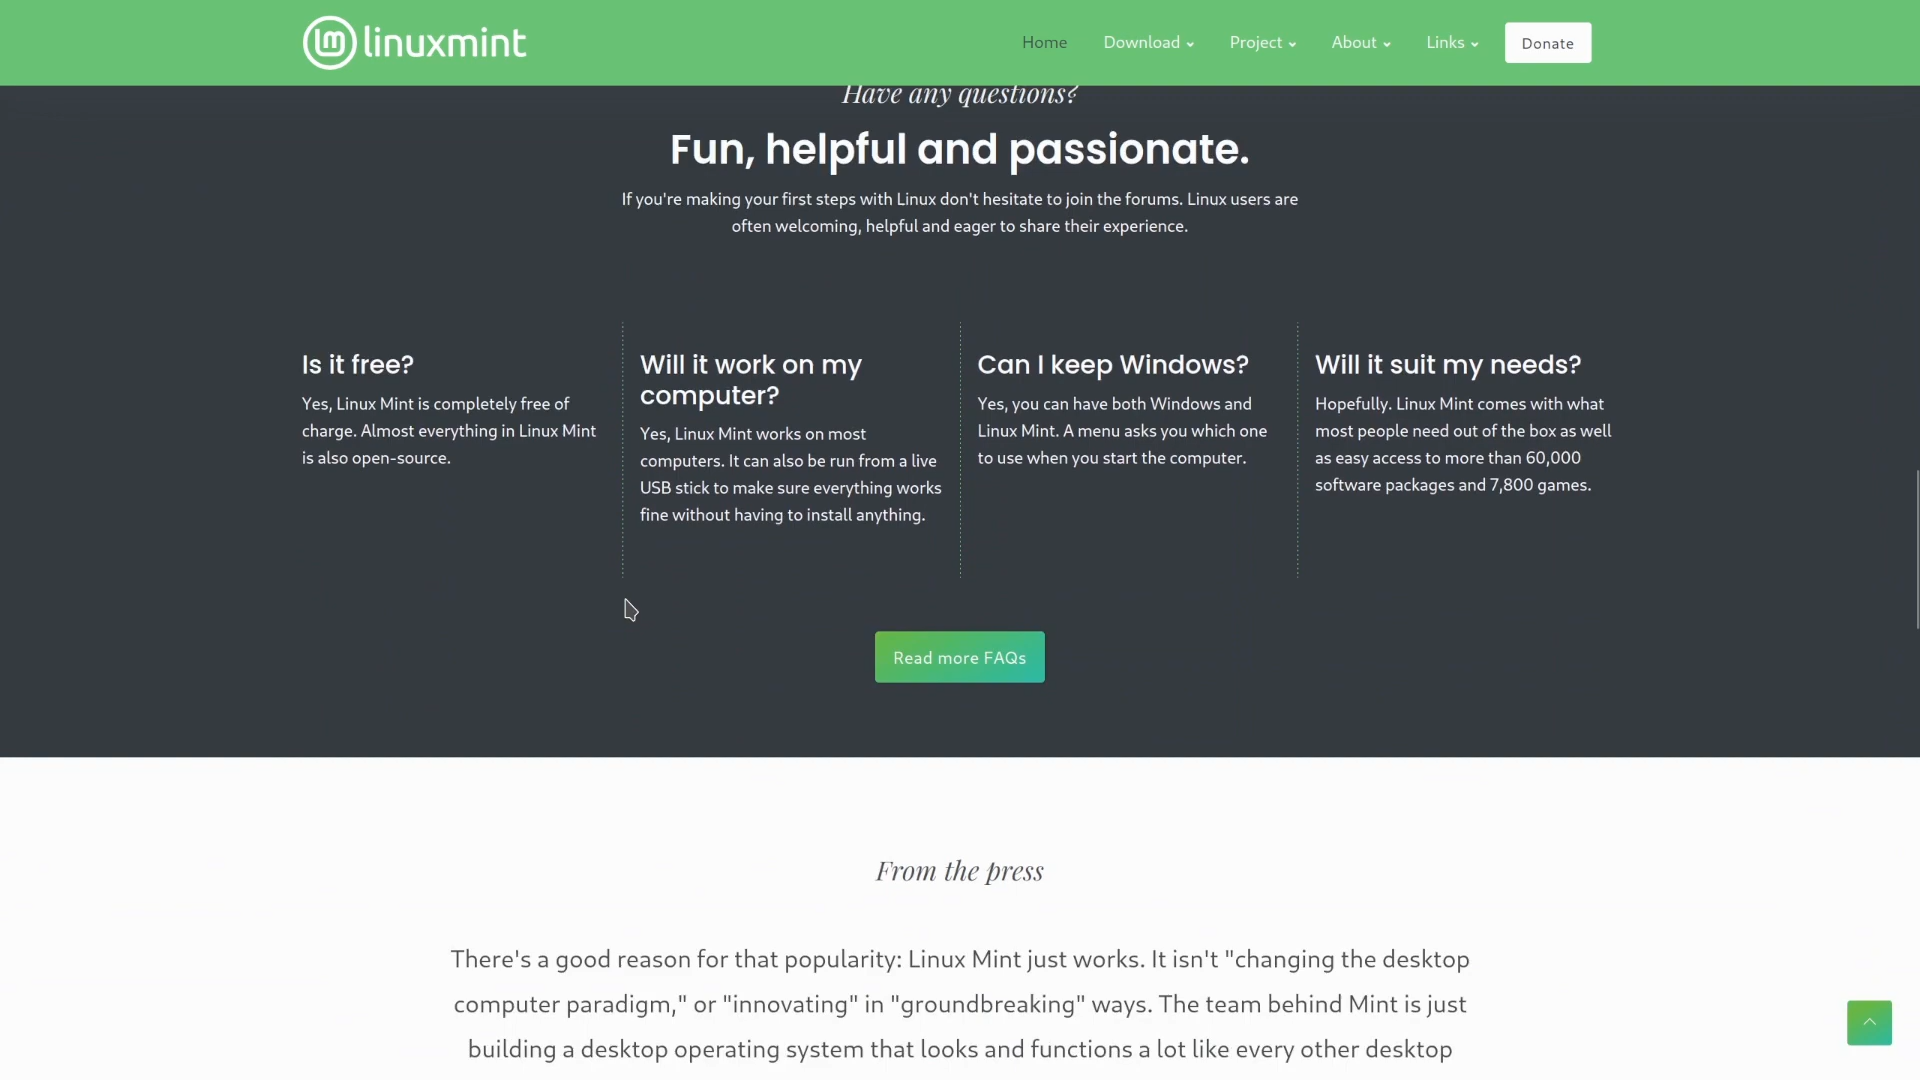 linuxmint
Home Download Project About Links Donate
Have any questions?
Fun, helpful and passionate.
If you're making your first steps with Linux don't hesitate to join the forums. Linux users are
often welcoming, helpful and eager to share their experience.
Is it free?
Yes, Linux Mint is completely free of
charge. Almost everything in Linux Mint
is also open-source.
Will it work on my
computer?
Yes, Linux Mint works on most
computers. It can also be run from a live
USB stick to make sure everything works
fine without having to install anything.
Can I keep Windows?
Yes, you can have both Windows and
Linux Mint. A menu asks you which one
to use when you start the computer.
Will it suit my needs?
Hopefully. Linux Mint comes with what
most people need out of the box as well
as easy access to more than 60,000
software packages and 7,800 games.
Read more FAQs
From the press
There's a good reason for that popularity: Linux Mint just works. It isn't "changing the desktop
computer paradigm," or "innovating" in "groundbreaking" ways. The team behind Mint is just
building a desktop operating system that looks and functions a lot like every other desktop